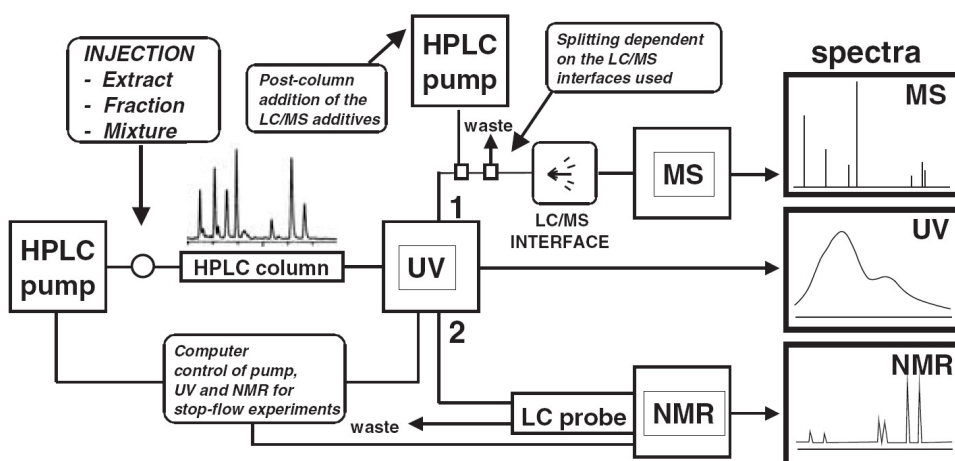 INJECTION
- Extract
- Fraction
- Mixture
Post-column
addition of the
LC/MS additives
HPLC
pump
Splitting dependent
on the LC/MS
interfaces used
spectra
MS
waste
1
LC/MS
INTERFACE
MS
HPLC
pump
HPLC column
UV
UV
2
Computer
control of pump,
UV and NMR for
stop-flow experiments
waste
LC probe
NMR
NMR